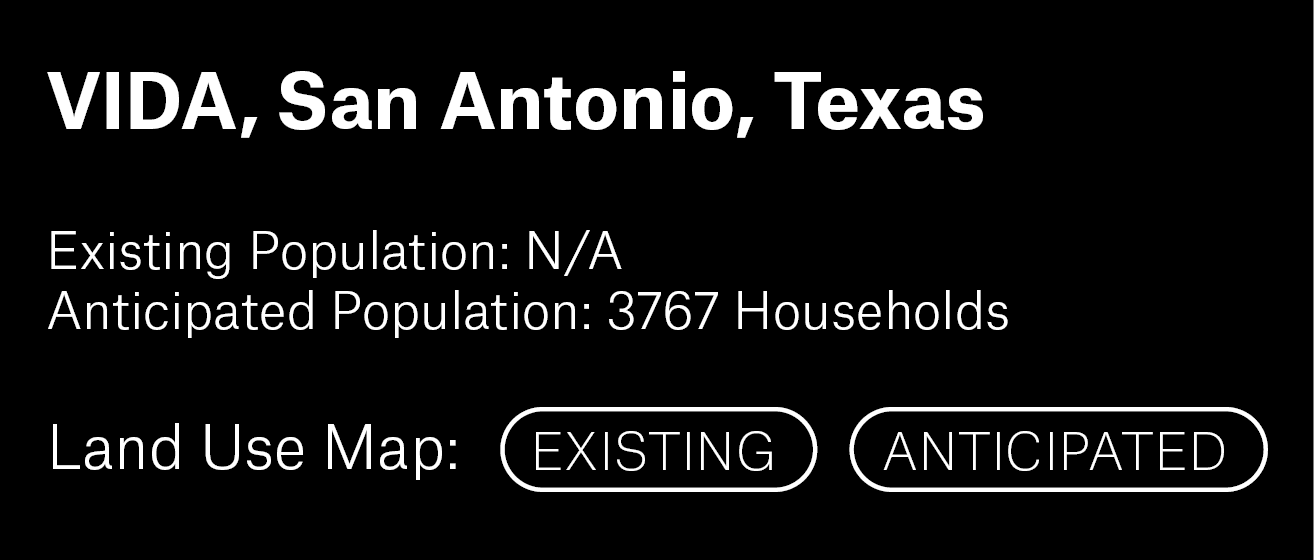 VIDA, San Antonio, Texas
Existing Population: N/A
Anticipated Population: 3767 Households
Land Use Map: EXISTING ANTICIPATED